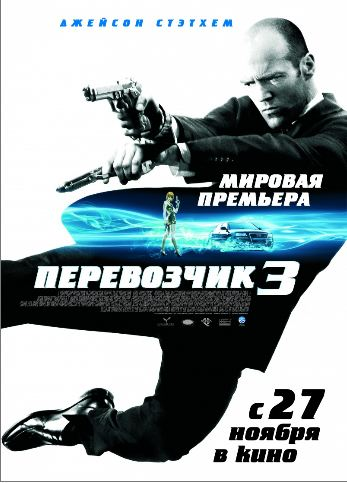 ДЖЕЙСОН СТЭТХЕМ
МИРОВАЯ
ПРЕМЬЕРА
ПЕРЕВОЗЧИК 3
с 27
ноября
в кино